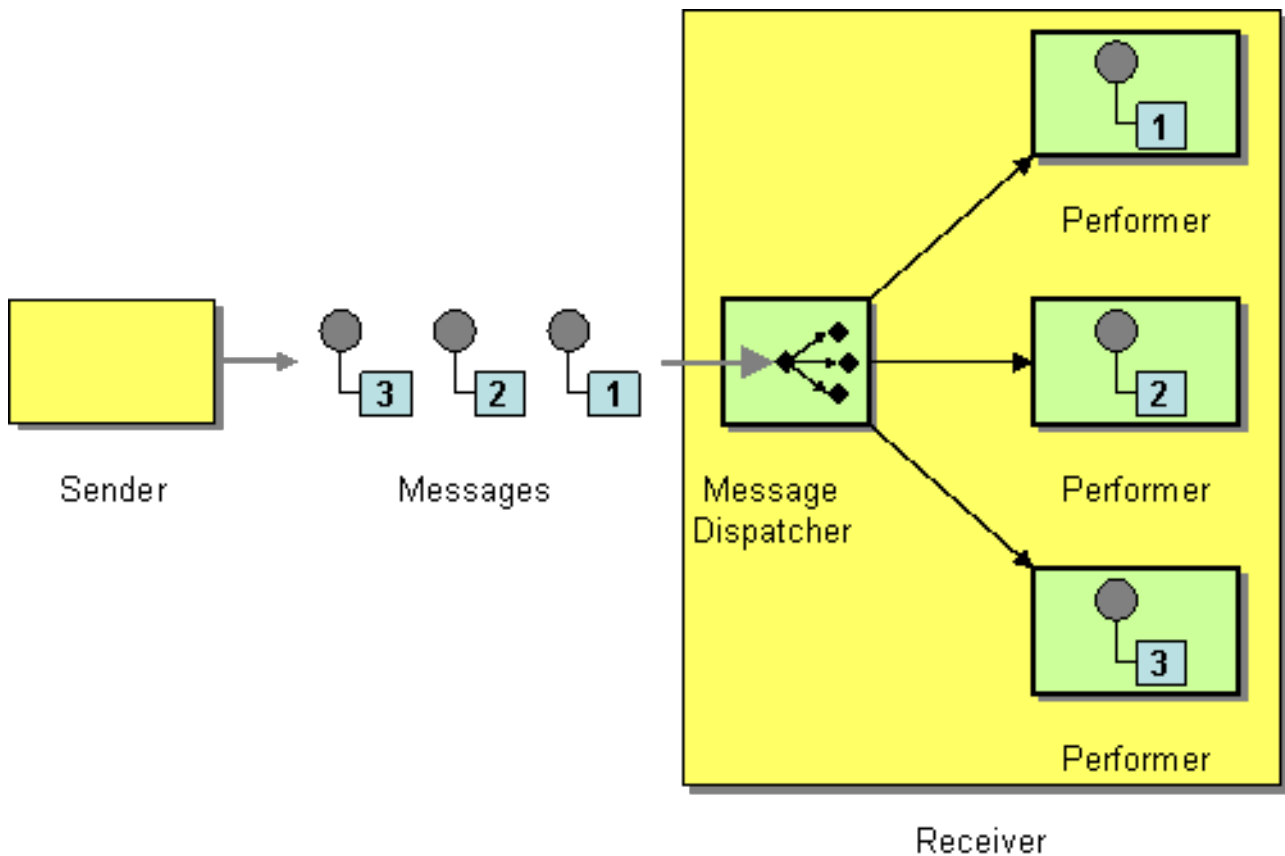 1
Performer
3
2
1
2
Sender
Messages
Message
Dispatcher
Performer
3
Performer
Receiver